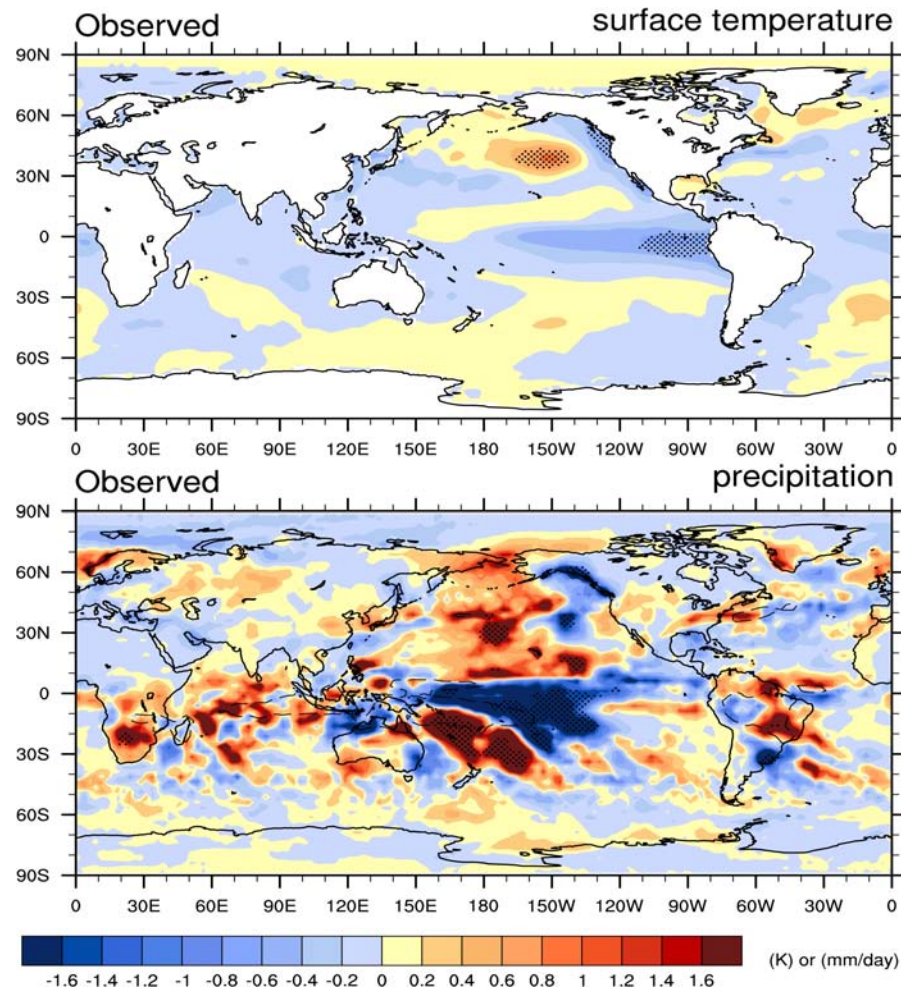 Observed surface temperature
90N
60N
30N
0
30S
60S
90S
0 30E 60E 90E 120E 150E 180 150W 120W 90W 60W 30W 0
Observed precipitation
90N
60N
30N
0
30S
60S
90S
0 30E 60E 90E 120E 150E 180 150W 120W 90W 60W 30W 0
-1.6 -1.4 -1.2 -1 -0.8 -0.6 -0.4 -0.2 0 0.2 0.4 0.6 0.8 1 1.2 1.4 1.6 (K) or (mm/day)